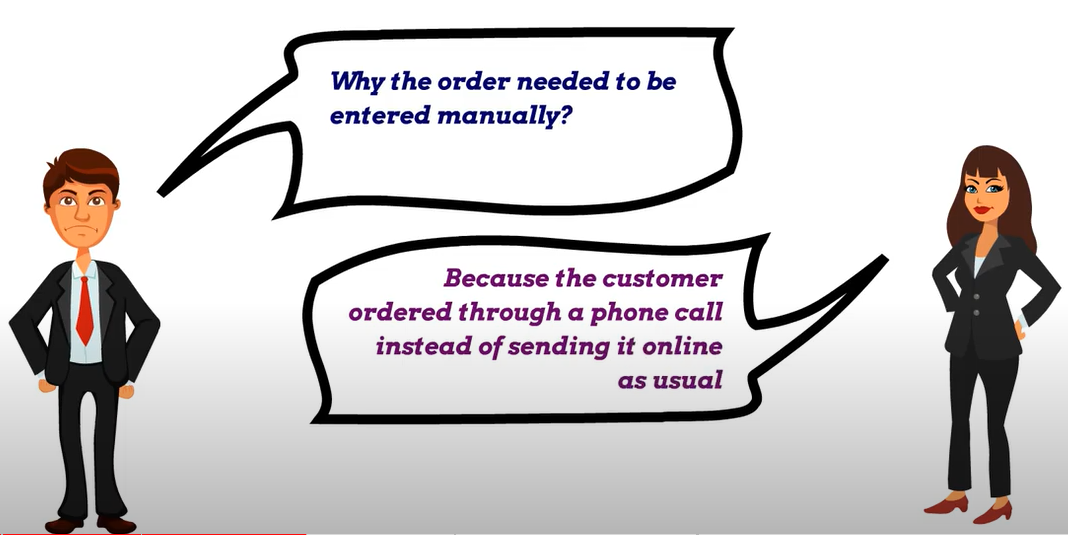 Why the order needed to be
entered manually?
Because the customer
ordered through a phone call
instead of sending it online
as usual